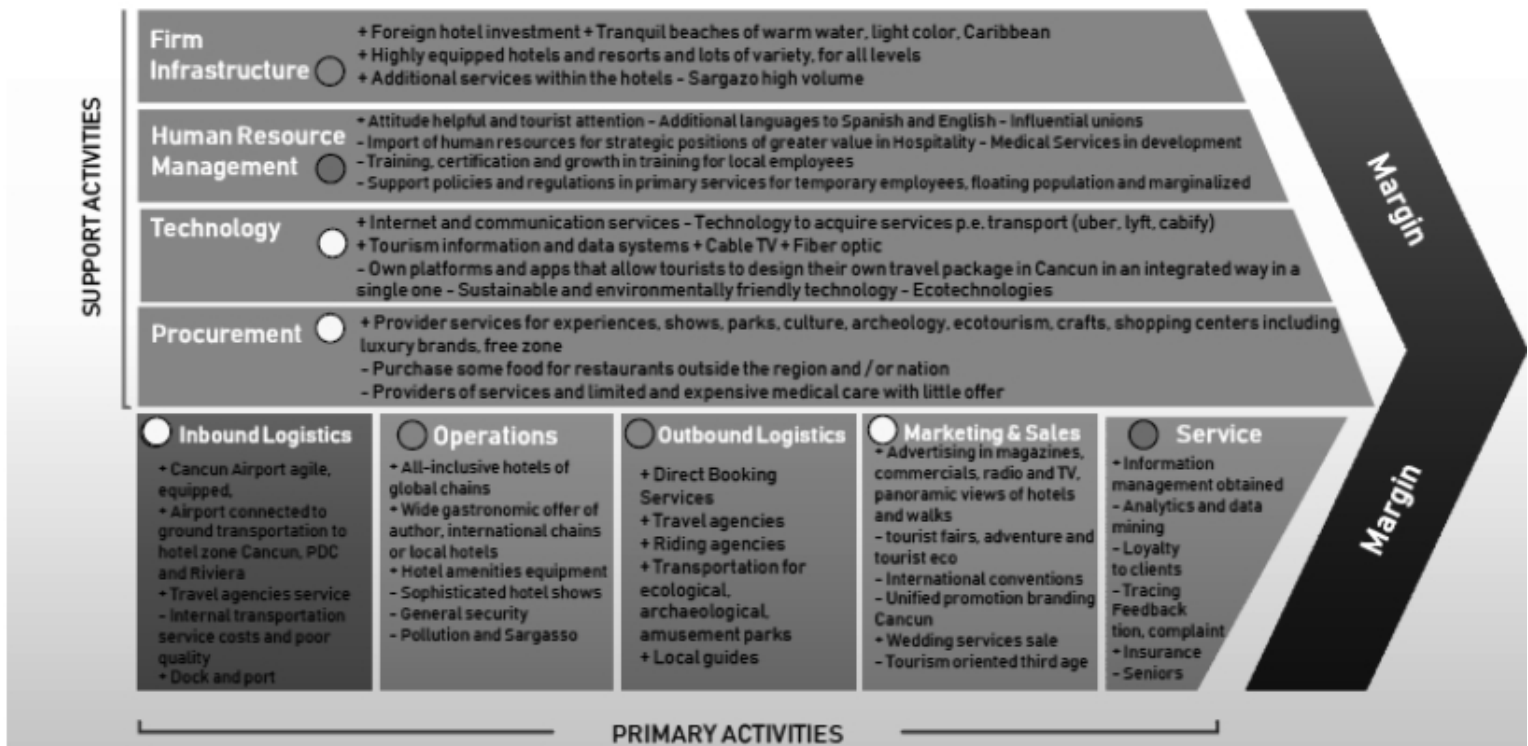 SUPPORT ACTIVITIES
Firm
Infrastructure
+ Foreign hotel investment + Tranquil beaches of warm water, light color, Caribbean
+ Highly equipped hotels and resorts and lots of variety, for all levels
+ Additional services within the hotels - Sargazo high volume
Human Resource
Management
+ Attitude helpful and tourist attention - Additional languages to Spanish and English - Influential unions
- Import of human resources for strategic positions of greater value in Hospitality - Medical Services in development
- Training, certification and growth in training for local employees
- Support policies and regulations in primary services for temporary employees, floating population and marginalized
Technology
+ Internet and communication services - Technology to acquire services p.e. transport (uber, lyft, cabify)
+ Tourism information and data systems + Cable TV + Fiber optic
- Own platforms and apps that allow tourists to design their own travel package in Cancun in an integrated way in a
single one - Sustainable and environmentally friendly technology - Ecotechnologies
Procurement
+ Provider services for experiences, shows, parks, culture, archeology, ecotourism, crafts, shopping centers including
luxury brands, free zone
- Purchase some food for restaurants outside the region and / or nation
- Providers of services and limited and expensive medical care with little offer
Margin
Margin
Inbound Logistics
+ Cancun Airport agile,
equipped,
+ Airport connected to
ground transportation to
hotel zone Cancun, PDC
and Riviera
+ Travel agencies service
- Internal transportation
service costs and poor
quality
+ Dock and port
Operations
+ All-inclusive hotels of
global chains
+ Wide gastronomic offer of
author, international chains
or local hotels
+ Hotel amenities equipment
- Sophisticated hotel shows
- General security
- Pollution and Sargasso
Outbound Logistics
+ Direct Booking
Services
+ Travel agencies
+ Riding agencies
+ Transportation for
ecological,
archaeological,
amusement parks
+ Local guides
Marketing & Sales
+ Advertising in magazines,
commercials, radio and TV,
panoramic views of hotels
and walks
- tourist fairs, adventure and
tourist eco
- International conventions
- Unified promotion branding
Cancun
+ Wedding services sale
- Tourism oriented third age
Service
+ Information
management obtained
- Analytics and data
mining
- Loyalty
to clients
- Tracing
Feedback
tion, complaint
+ Insurance
- Seniors
PRIMARY ACTIVITIES